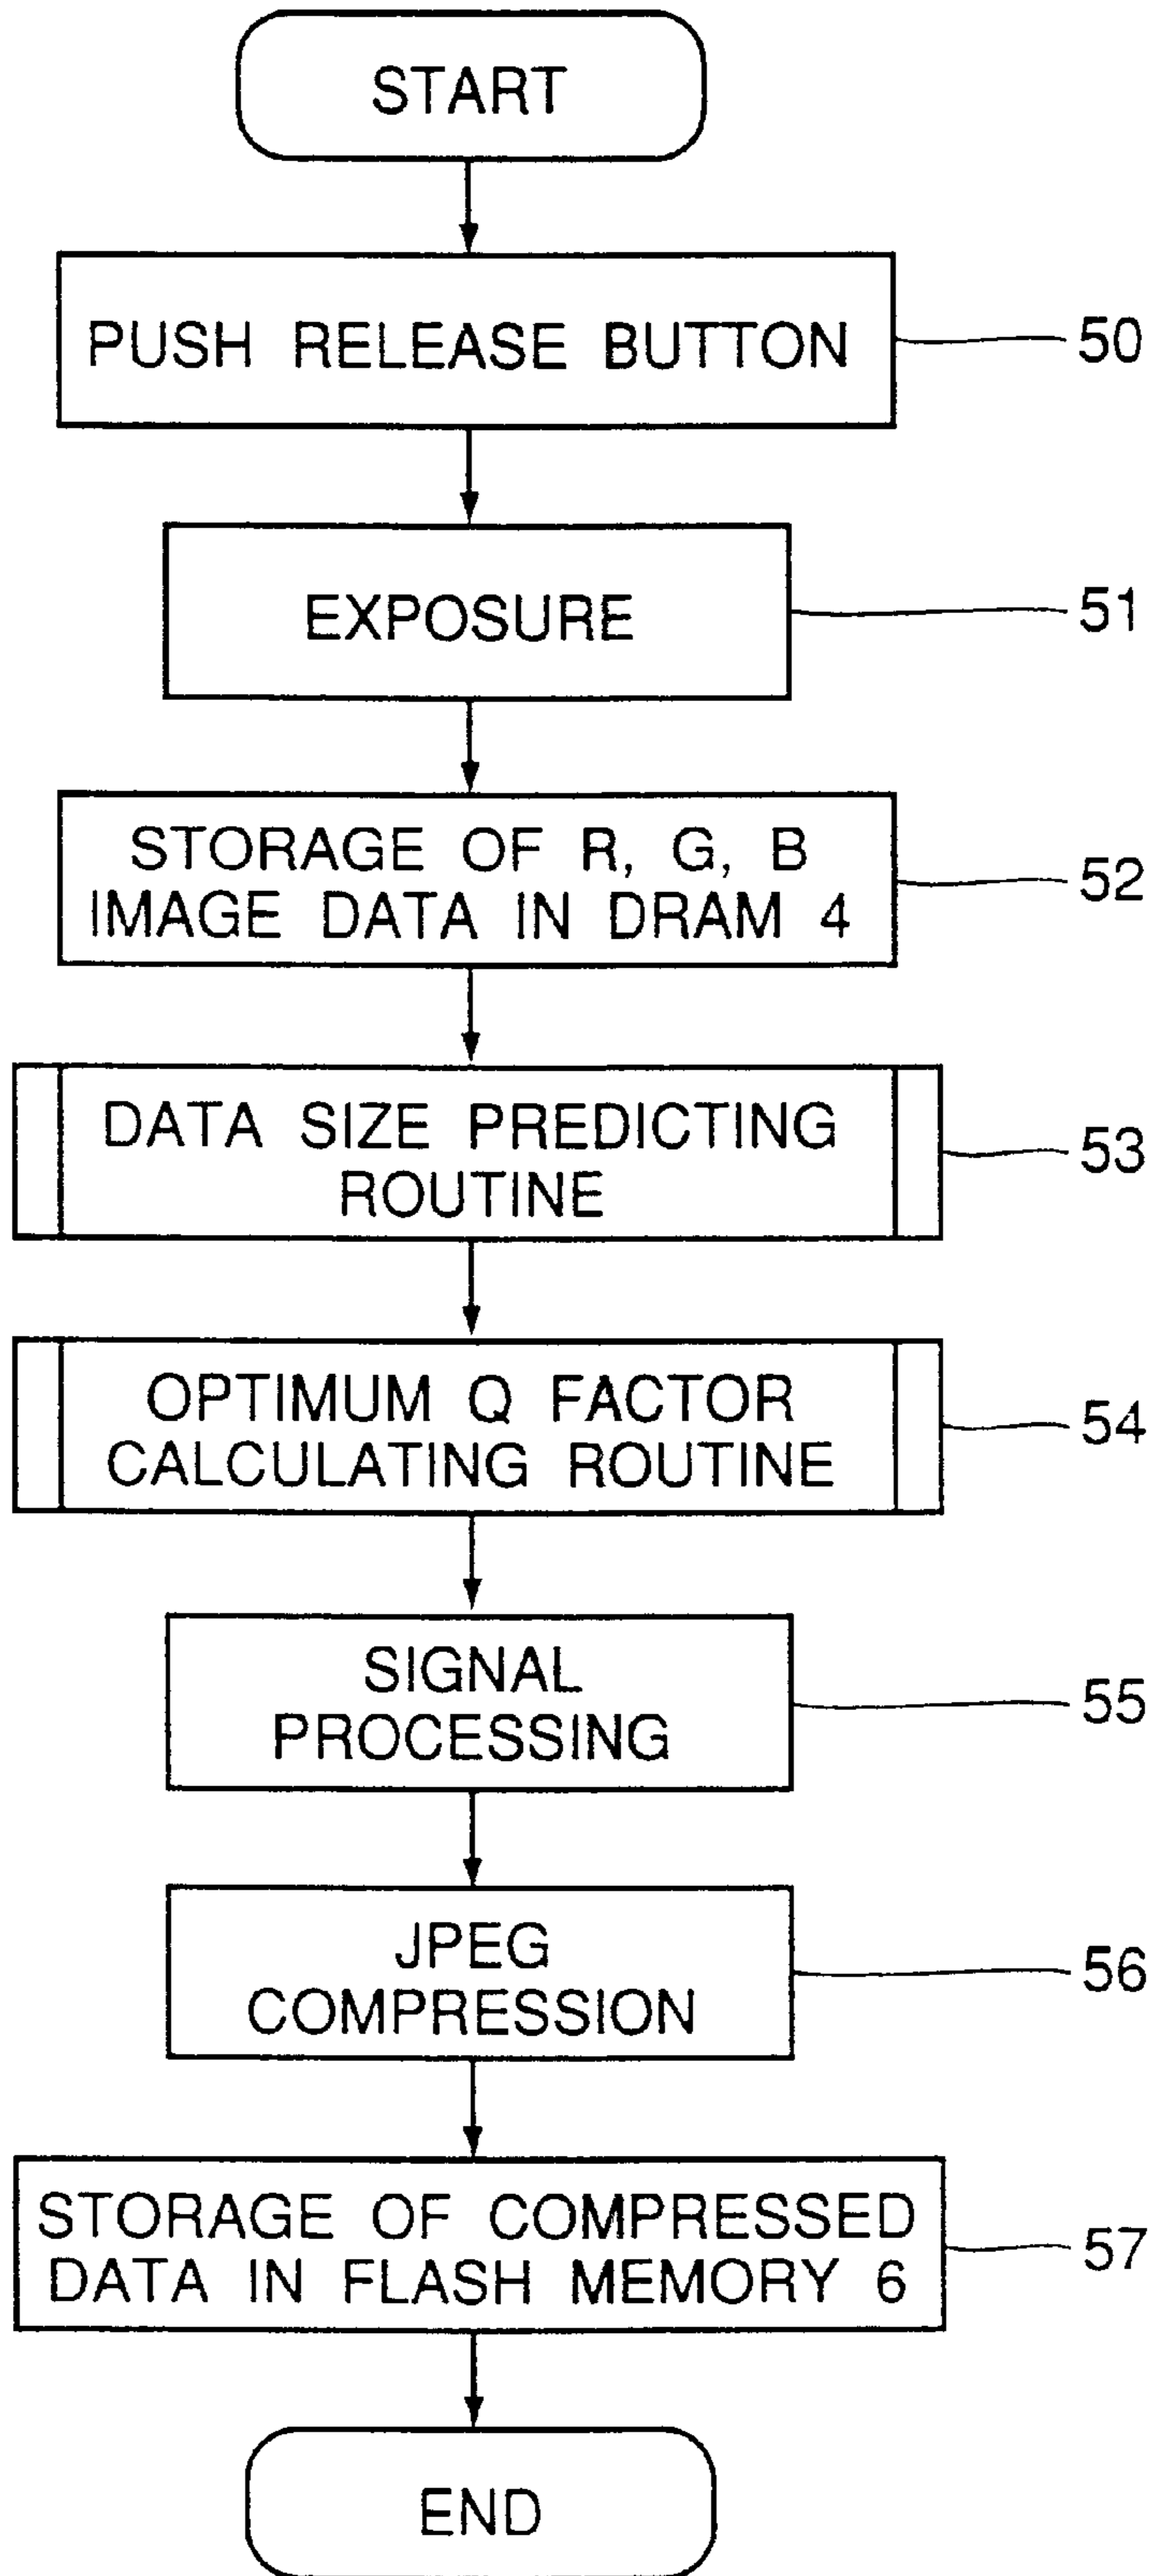 START
PUSH RELEASE BUTTON
50
EXPOSURE
51
STORAGE OF R, G, B
IMAGE DATA IN DRAM 4
52
DATA SIZE PREDICTING
ROUTINE
53
OPTIMUM Q FACTOR
CALCULATING ROUTINE
54
SIGNAL
PROCESSING
55
JPEG
COMPRESSION
56
STORAGE OF COMPRESSED
DATA IN FLASH MEMORY 6
57
END